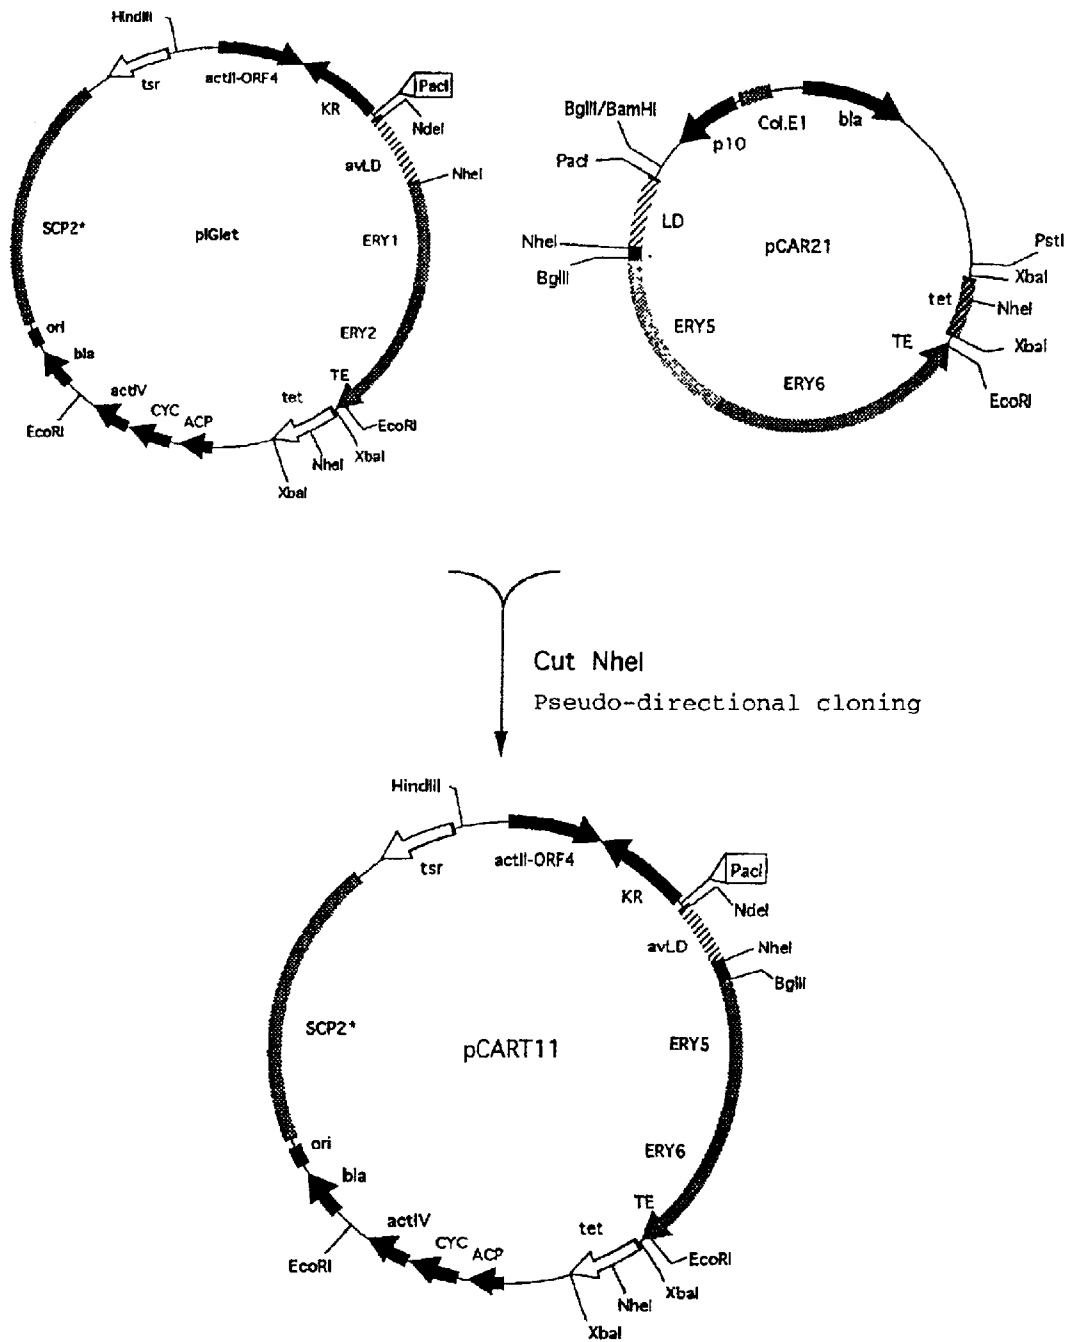 HindIII
tsr
actII-ORF4
KR
PacI
NdeI
avLD
NheI
SCP2*
pIGlet
ERY1
ERY2
TE
tet
EcoRI
XbaI
NheI
XbaI
ACP
CYC
actIV
EcoRI
bla
ori
BglII/BamHI
p10
Col.E1
bla
PacI
LD
NheI
BglII
pCAR21
PstI
XbaI
tet
NheI
TE
XbaI
EcoRI
ERY5
ERY6
Cut NheI
Pseudo-directional cloning
HindIII
tsr
actII-ORF4
KR
PacI
NdeI
avLD
NheI
BglII
SCP2*
pCART11
ERY5
ERY6
TE
tet
EcoRI
XbaI
NheI
XbaI
ACP
CYC
actIV
EcoRI
bla
ori